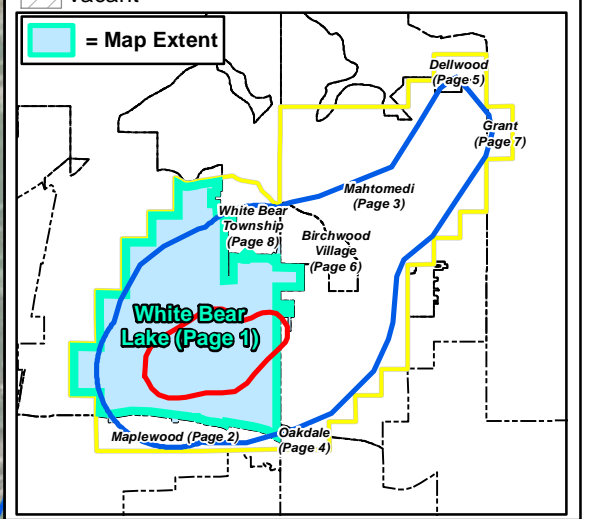 Vacant
= Map Extent
Dellwood
(Page 5)
Grant
(Page 7)
Mahtomedi
(Page 3)
White Bear
Township
(Page 8)
Birchwood
Village
(Page 6)
White Bear
Lake (Page 1)
Maplewood (Page 2)
Oakdale
(Page 4)